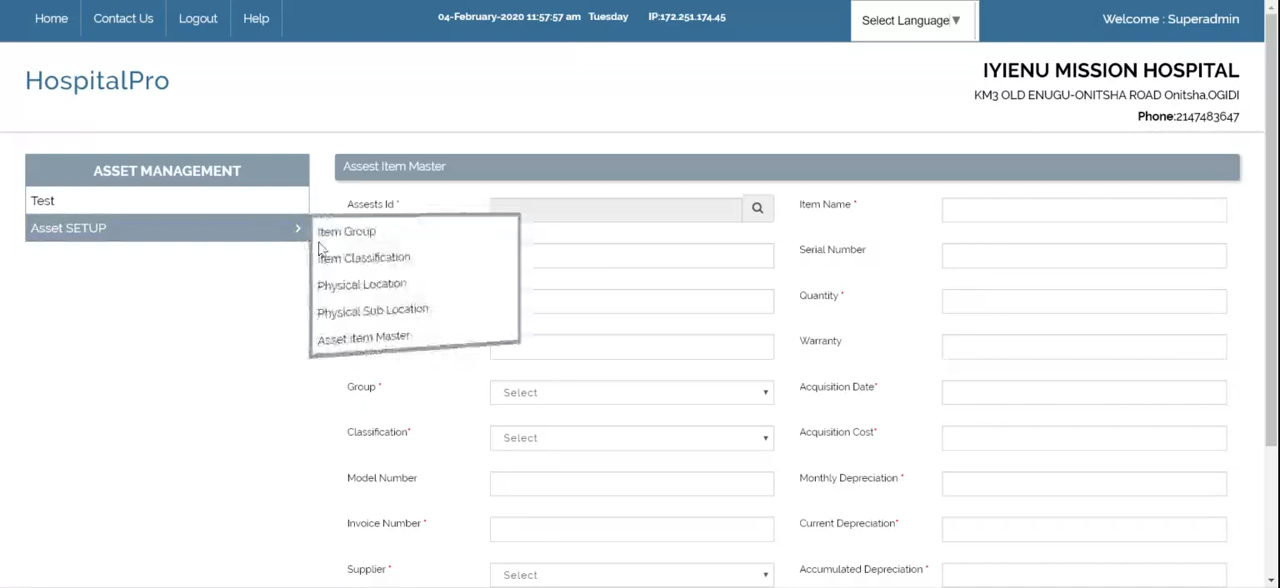 Home Contact Us Logout Help 04-February-2020 11:57:57 am Tuesday IP:172.251.174.45 Select Language▼ Welcome : Superadmin
HospitalPro
IYIENU MISSION HOSPITAL
KM3 OLD ENUGU-ONITSHA ROAD Onitsha,OGIDI
Phone:2147483647
ASSET MANAGEMENT
Test
Asset SETUP
Item Group
Item Classification
Physical Location
Physical Sub Location
Asset Item Master
Assest Item Master
Assests Id * Item Name *
Serial Number
Quantity *
Warranty
Group * Select Acquisition Date*
Classification* Select Acquisition Cost*
Model Number Monthly Depreciation *
Invoice Number * Current Depreciation*
Supplier * Select Accumulated Depreciation *